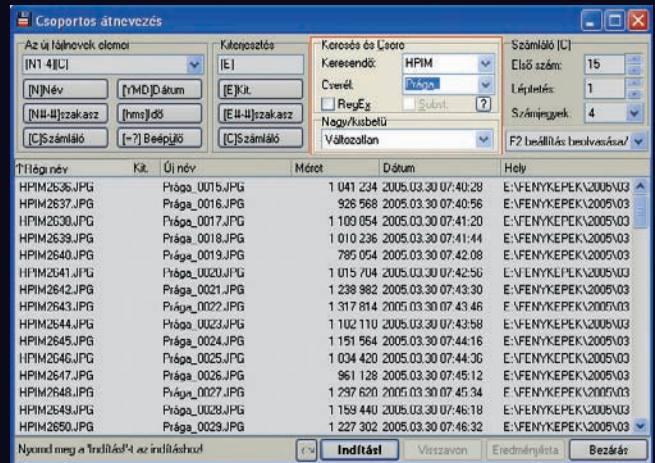 Csoportos átnevezés
Az új fájlnevek elemei
[N1-4][C]
[N]Név [YMD]Dátum
[N#-#]szakasz [hms]Idő
[C]Számláló [=?] Beépülő
Kiterjesztés
[E]
[E]Kit.
[E#-#]szakasz
[C]Számláló
Keresés és Csere
Keresendő: HPIM
Cserél: Prága_
RegEx Subst. ?
Nagy/kisbetű
Változatlan
Számláló [C]
Első szám: 15
Léptetés: 1
Számjegyek: 4
F2 beállítás beolvasása/
↑Régi név Kit. Új név Méret Dátum Hely
HPIM2636.JPG Prága_0015.JPG 1 041 234 2005.03.30 07:40:28 E:\FENYKEPEK\2005\03
HPIM2637.JPG Prága_0016.JPG 926 568 2005.03.30 07:40:56 E:\FENYKEPEK\2005\03
HPIM2638.JPG Prága_0017.JPG 1 109 054 2005.03.30 07:41:20 E:\FENYKEPEK\2005\03
HPIM2639.JPG Prága_0018.JPG 1 010 236 2005.03.30 07:41:44 E:\FENYKEPEK\2005\03
HPIM2640.JPG Prága_0019.JPG 785 054 2005.03.30 07:42:08 E:\FENYKEPEK\2005\03
HPIM2641.JPG Prága_0020.JPG 1 015 704 2005.03.30 07:42:56 E:\FENYKEPEK\2005\03
HPIM2642.JPG Prága_0021.JPG 1 238 982 2005.03.30 07:43:30 E:\FENYKEPEK\2005\03
HPIM2643.JPG Prága_0022.JPG 1 317 814 2005.03.30 07:43:46 E:\FENYKEPEK\2005\03
HPIM2644.JPG Prága_0023.JPG 1 102 110 2005.03.30 07:43:58 E:\FENYKEPEK\2005\03
HPIM2645.JPG Prága_0024.JPG 1 151 564 2005.03.30 07:44:16 E:\FENYKEPEK\2005\03
HPIM2646.JPG Prága_0025.JPG 1 034 420 2005.03.30 07:44:36 E:\FENYKEPEK\2005\03
HPIM2647.JPG Prága_0026.JPG 961 128 2005.03.30 07:45:12 E:\FENYKEPEK\2005\03
HPIM2648.JPG Prága_0027.JPG 1 297 620 2005.03.30 07:45:34 E:\FENYKEPEK\2005\03
HPIM2649.JPG Prága_0028.JPG 1 159 440 2005.03.30 07:46:18 E:\FENYKEPEK\2005\03
HPIM2650.JPG Prága_0029.JPG 1 227 302 2005.03.30 07:46:32 E:\FENYKEPEK\2005\03
Nyomd meg a 'Indítás!'-t az indításhoz! Indítás! Visszavon Eredménylista Bezárás